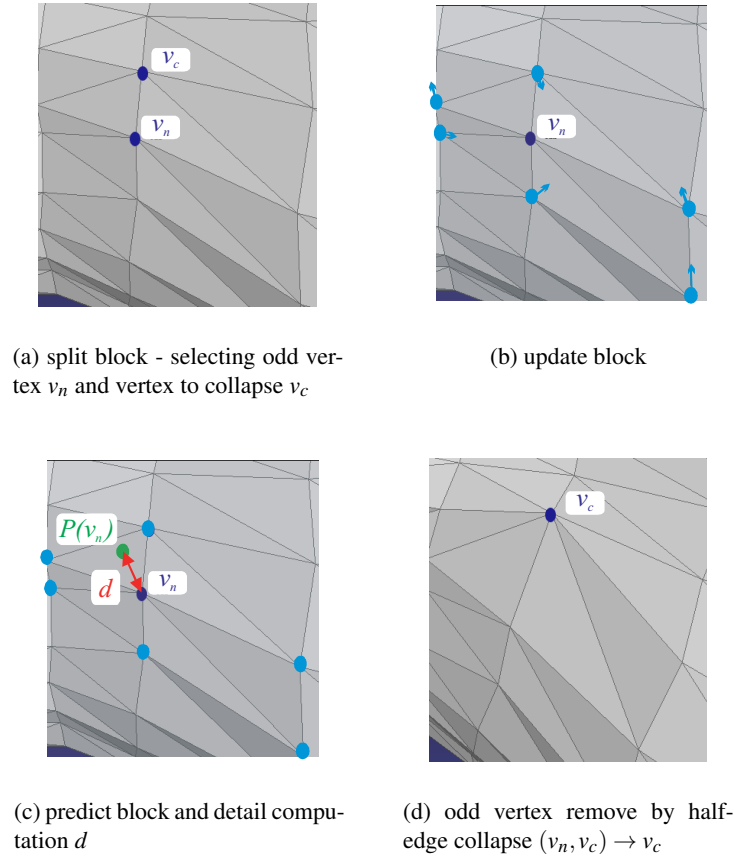 v_c
v_n
v_n
(a) split block - selecting odd ver-
tex v_n and vertex to collapse v_c
(b) update block
P(v_n)
v_n
d
v_c
(c) predict block and detail compu-
tation d
(d) odd vertex remove by half-
edge collapse (v_n, v_c) → v_c